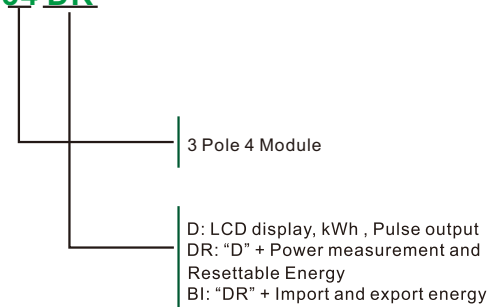 3 Pole 4 Module
D: LCD display, kWh , Pulse output
DR: “D” + Power measurement and
Resettable Energy
BI: “DR” + Import and export energy